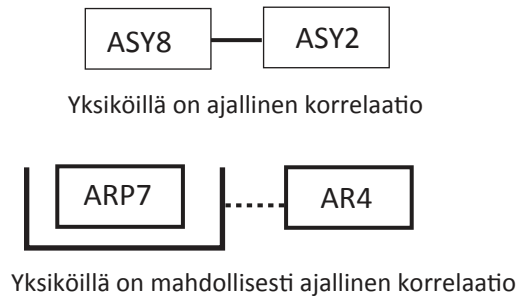 ASY8 ASY2
Yksiköillä on ajallinen korrelaatio
ARP7 AR4
Yksiköillä on mahdollisesti ajallinen korrelaatio